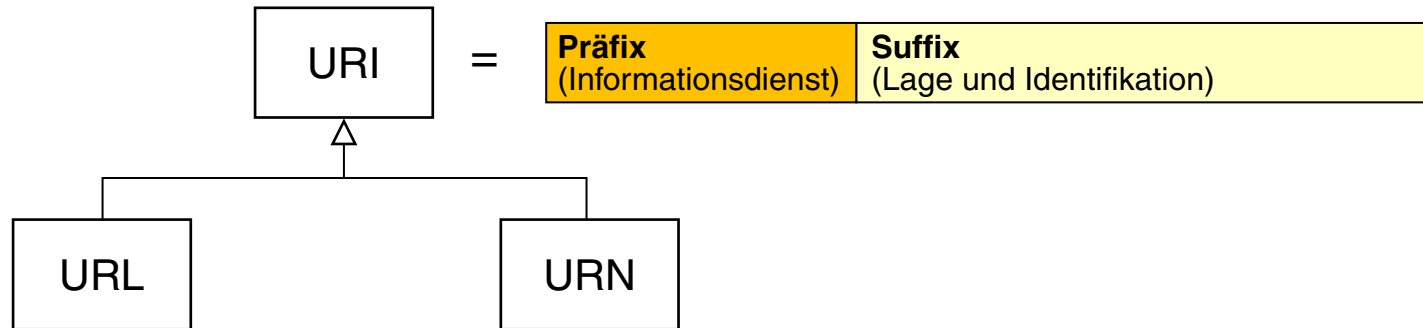 URI
=
Präfix
(Informationsdienst)
Suffix
(Lage und Identifikation)
URL
URN